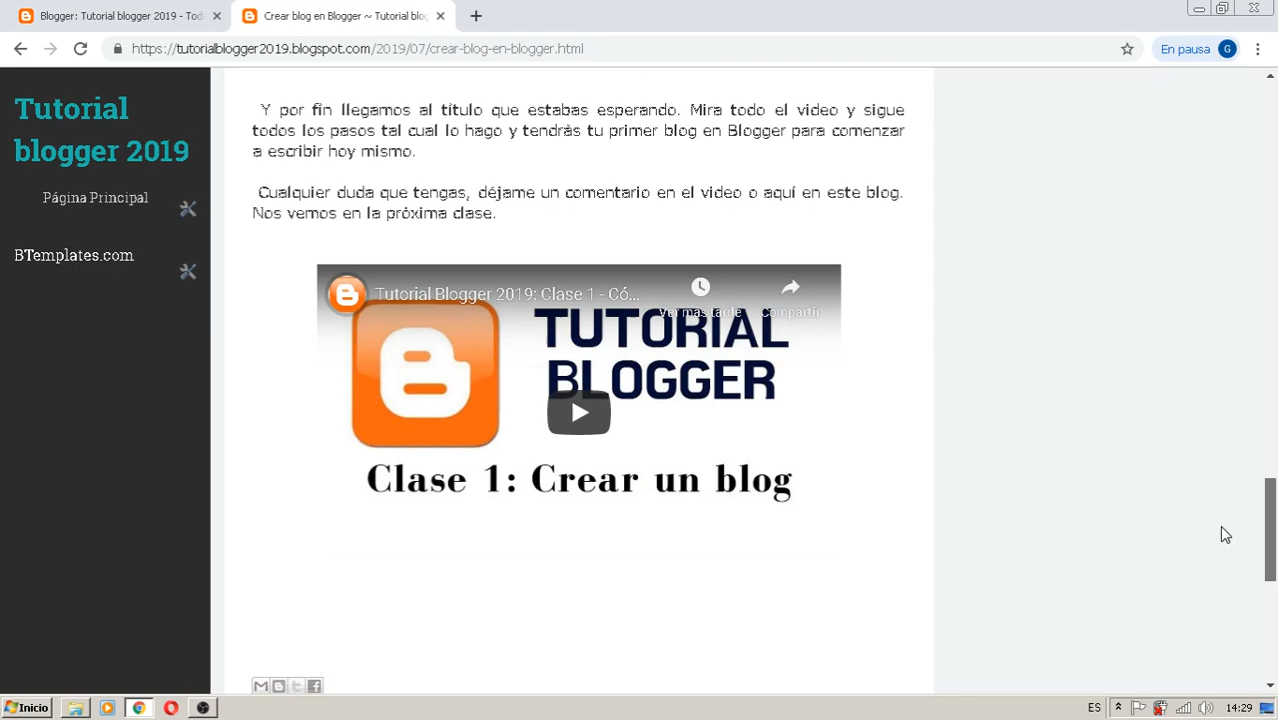 Blogger: Tutorial blogger 2019 - Tod
Crear blog en Blogger ~ Tutorial blog
https://tutorialblogger2019.blogspot.com/2019/07/crear-blog-en-blogger.html
En pausa G
Tutorial
blogger 2019
Página Principal
BTemplates.com
Y por fin llegamos al título que estabas esperando. Mira todo el video y sigue
todos los pasos tal cual lo hago y tendrás tu primer blog en Blogger para comenzar
a escribir hoy mismo.
Cualquier duda que tengas, déjame un comentario en el video o aquí en este blog.
Nos vemos en la próxima clase.
Tutorial Blogger 2019: Clase 1 - Có...
Ver más tarde
Compartir
TUTORIAL
BLOGGER
Clase 1: Crear un blog
Inicio
ES
14:29